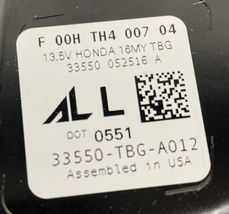 F 00H TH4 007 04
13.5V HONDA 16MY TBG
33550 052516 A
ALL
DOT 0551
33550-TBG-A012
Assembled in USA